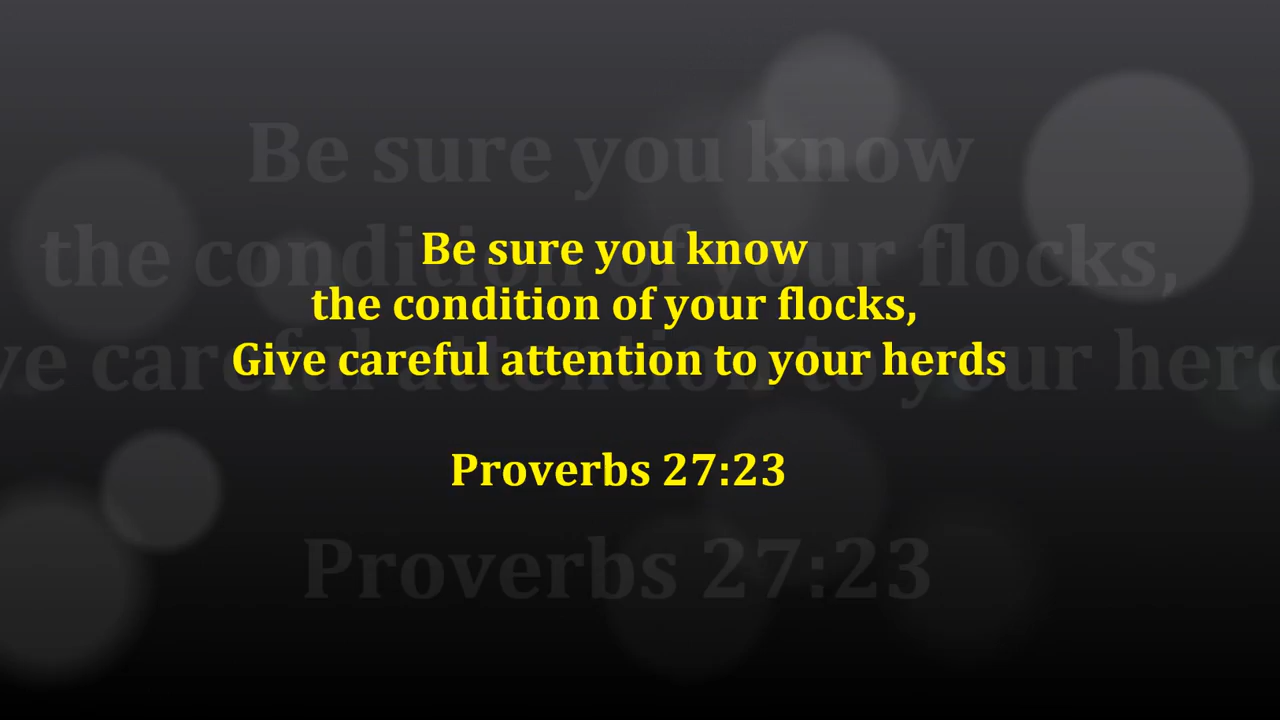 Be sure you know
the condition of your flocks,
Give careful attention to your herds
Proverbs 27:23